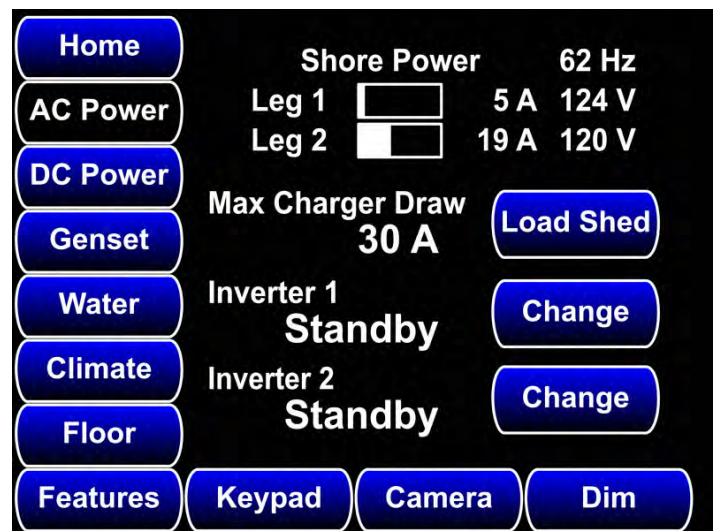 Home
Shore Power 62 Hz
AC Power
Leg 1 5 A 124 V
Leg 2 19 A 120 V
DC Power
Max Charger Draw
30 A
Load Shed
Genset
Water
Inverter 1
Standby
Change
Climate
Inverter 2
Standby
Change
Floor
Features
Keypad
Camera
Dim